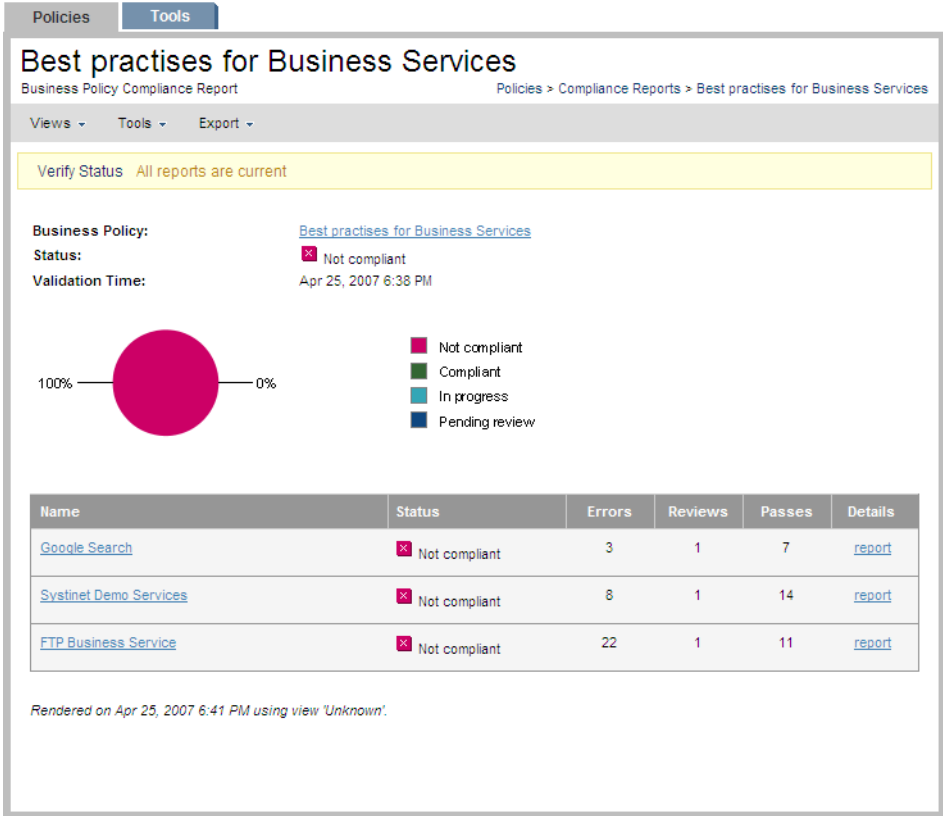 Policies Tools
Best practises for Business Services
Business Policy Compliance Report Policies > Compliance Reports > Best practises for Business Services
Views Tools Export
Verify Status All reports are current
Business Policy: Best practises for Business Services
Status: Not compliant
Validation Time: Apr 25, 2007 6:38 PM
Not compliant
Compliant
100% 0%
In progress
Pending review
Name Status Errors Reviews Passes Details
Google Search Not compliant 3 1 7 report
Systinet Demo Services Not compliant 8 1 14 report
FTP Business Service Not compliant 22 1 11 report
Rendered on Apr 25, 2007 6:41 PM using view 'Unknown'.